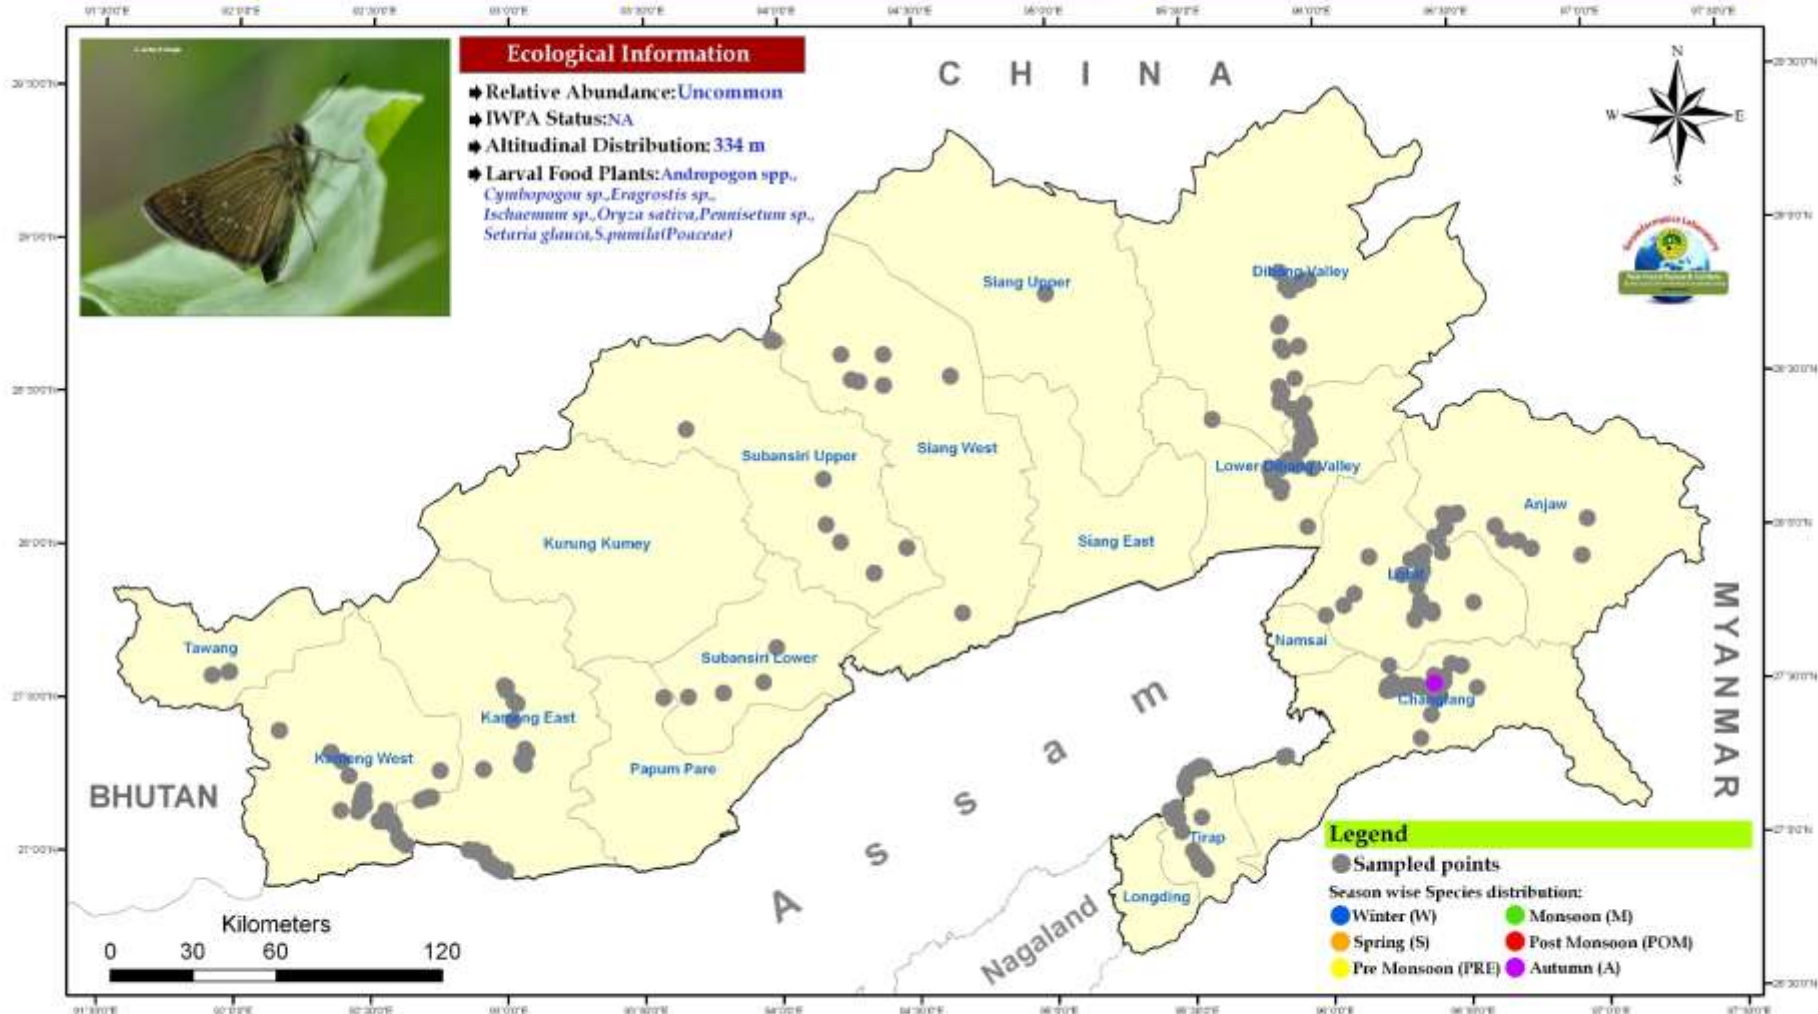 Ecological Information
Relative Abundance:Uncommon
IWPA Status:NA
Altitudinal Distribution: 334 m
Larval Food Plants:Andropogon spp.,
Cymbopogon sp.,Eragrostis sp.,
Ischaemum sp.,Oryza sativa,Pennisetum sp.,
Setaria glauca,S.pumila(Poaceae)
C H I N A
N
W E
S
Siang Upper
Dibang Valley
Subansiri Upper
Siang West
Lower Dibang Valley
Anjaw
Kurung Kumey
Siang East
Lohit
Namsai
Tawang
Subansiri Lower
Changlang
Kameng East
Kameng West
Papum Pare
BHUTAN
MYANMAR
Assam
Tirap
Longding
Nagaland
Kilometers
0 30 60 120
Legend
Sampled points
Season wise Species distribution:
Winter (W)
Monsoon (M)
Spring (S)
Post Monsoon (POM)
Pre Monsoon (PRE)
Autumn (A)